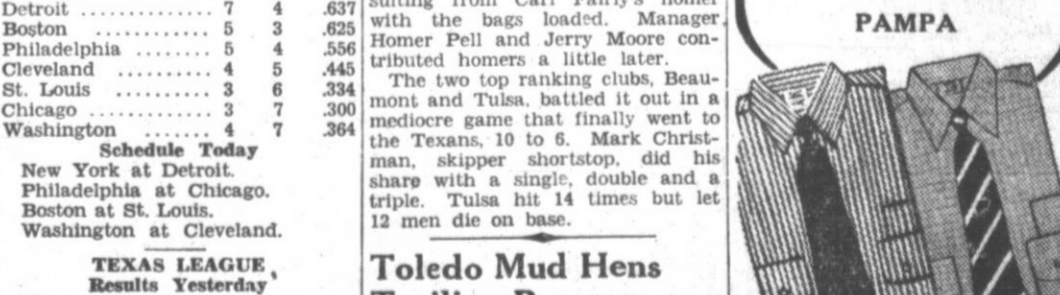 Detroit ............ 7 4 .637
Boston ............ 5 3 .625
Philadelphia ........ 5 4 .556
Cleveland .......... 4 5 .445
St. Louis .......... 3 6 .334
Chicago ............. 3 7 .300
Washington ....... 4 7 .364
Schedule Today
New York at Detroit.
Philadelphia at Chicago.
Boston at St. Louis.
Washington at Cleveland.
TEXAS LEAGUE
Results Yesterday
with the bags loaded. Manager
Homer Pell and Jerry Moore con-
tributed homers a little later.
The two top ranking clubs, Beau-
mont and Tulsa, battled it out in a
mediocre game that finally went to
the Texans, 10 to 6. Mark Christ-
man, skipper shortstop, did his
share with a single, double and a
triple. Tulsa hit 14 times but let
12 men die on base.
Toledo Mud Hens
PAMPA